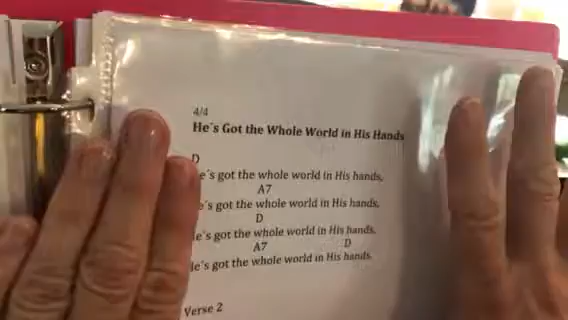 4/4
He's Got the Whole World in His Hands
D
e's got the whole world in His hands,
A7
e's got the whole world in His hands,
D
e's got the whole world in His hands.
A7 D
le's got the whole world in His hands.
Verse 2